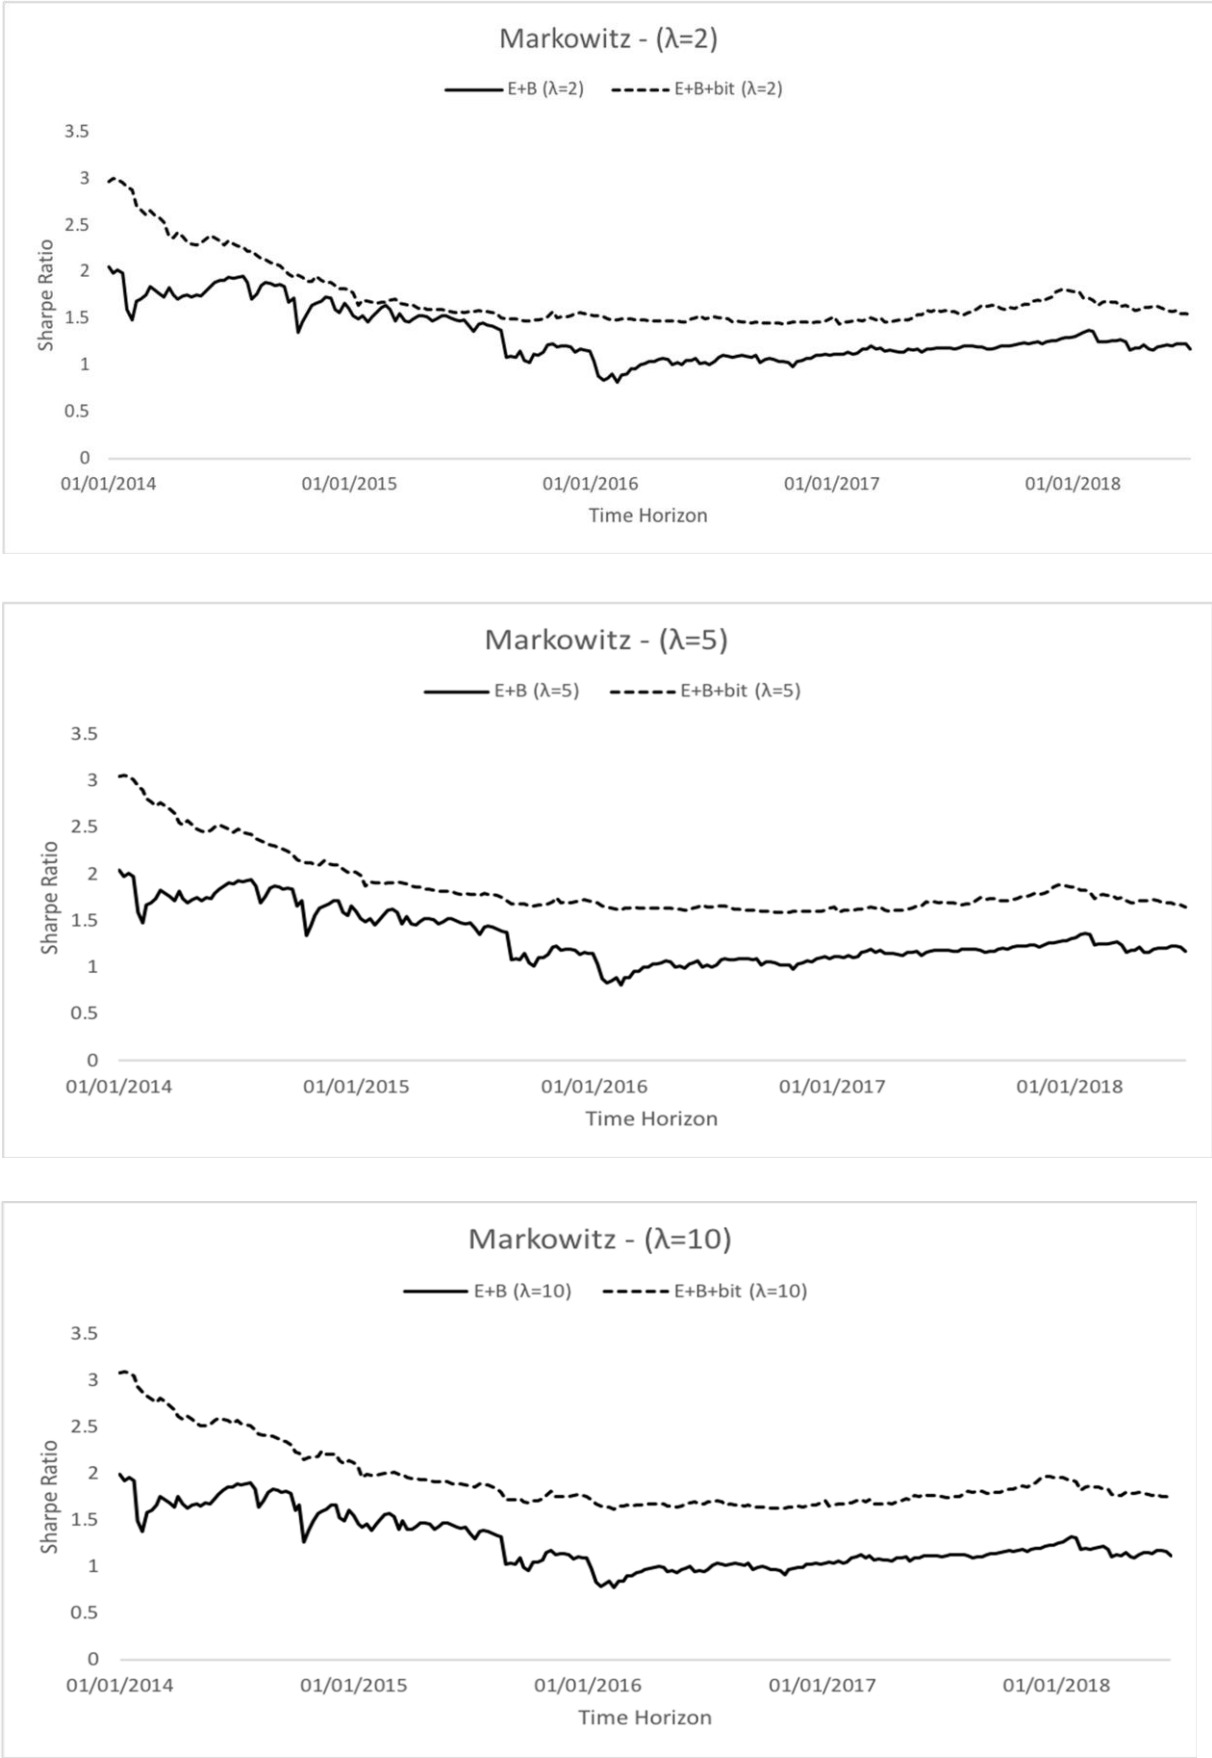 Markowitz - (λ=2)
E+B (λ=2) E+B+bit (λ=2)
3.5
3
2.5
2
1.5
1
0.5
0
Sharpe Ratio
01/01/2014 01/01/2015 01/01/2016 01/01/2017 01/01/2018
Time Horizon
Markowitz - (λ=5)
E+B (λ=5) E+B+bit (λ=5)
3.5
3
2.5
2
1.5
1
0.5
0
Sharpe Ratio
01/01/2014 01/01/2015 01/01/2016 01/01/2017 01/01/2018
Time Horizon
Markowitz - (λ=10)
E+B (λ=10) E+B+bit (λ=10)
3.5
3
2.5
2
1.5
1
0.5
0
Sharpe Ratio
01/01/2014 01/01/2015 01/01/2016 01/01/2017 01/01/2018
Time Horizon